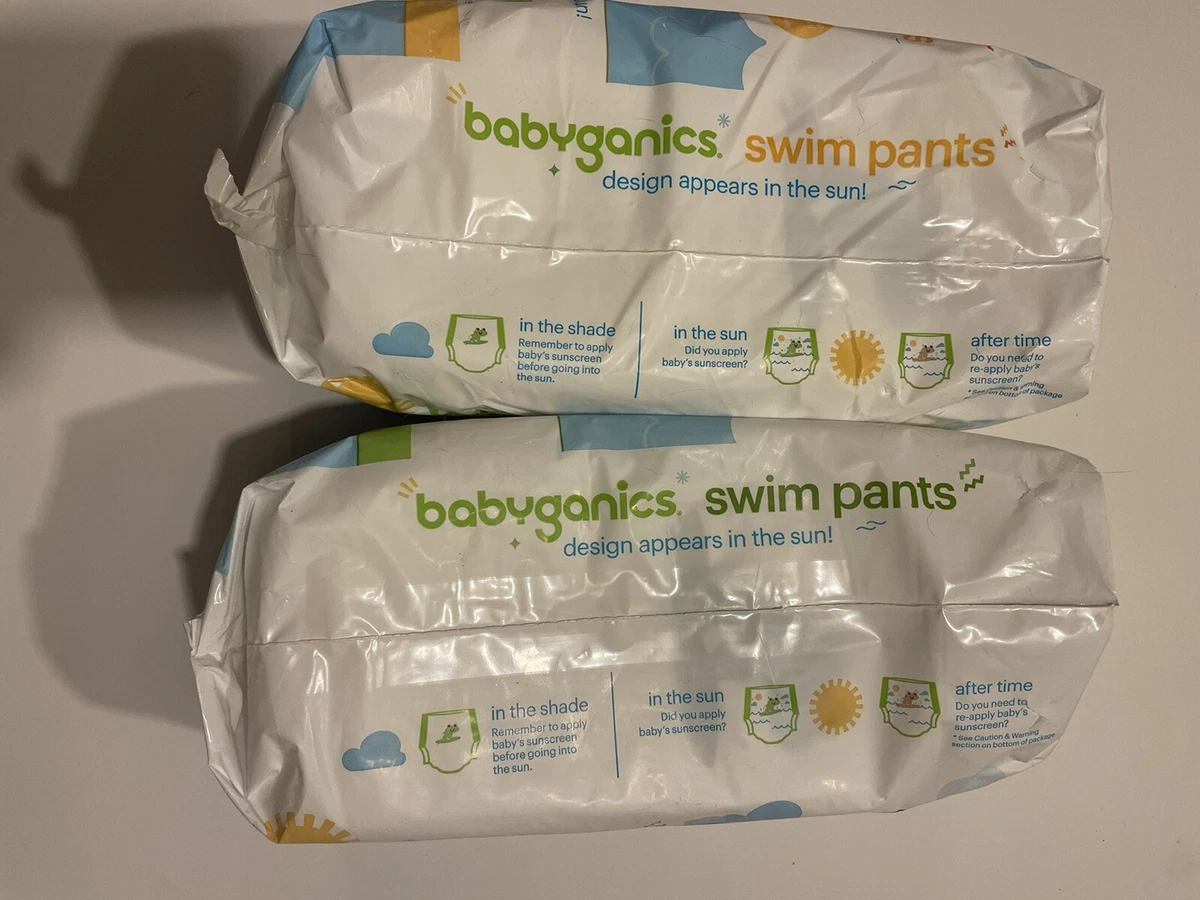 babyganics* swim pants
design appears in the sun!
in the shade
Remember to apply
baby's sunscreen
before going into
the sun.
in the sun
Did you apply
baby's sunscreen?
after time
Do you need to
re-apply baby's
sunscreen?
on bottom of package
babyganics* swim pants
design appears in the sun!
in the shade
Remember to apply
baby's sunscreen
before going into
the sun.
in the sun
Did you apply
baby's sunscreen?
after time
Do you need to
re-apply baby's
sunscreen?
* See Caution & Warning
section on bottom of package